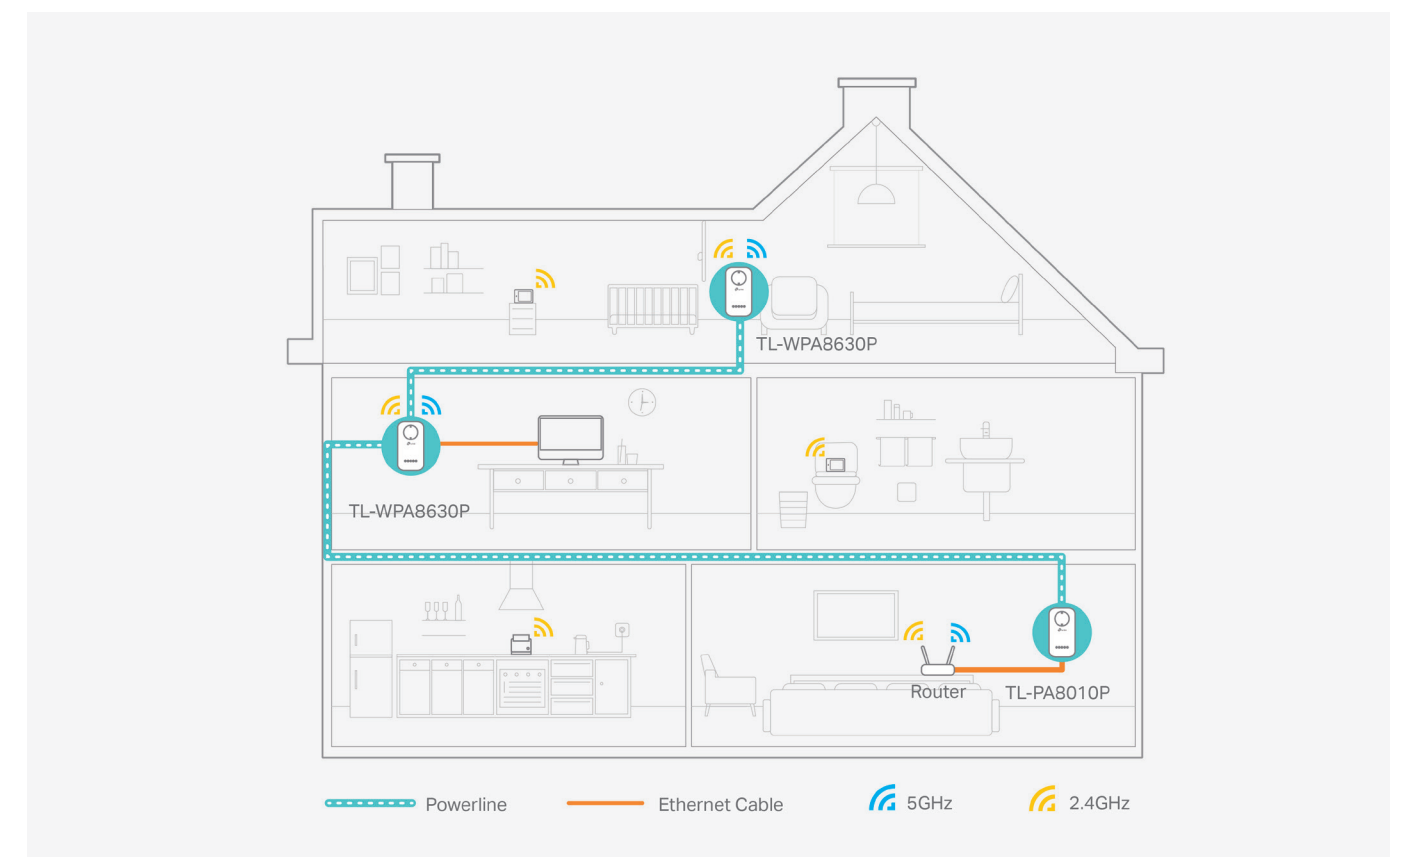 TL-WPA8630P
TL-WPA8630P
Router
TL-PA8010P
Powerline
Ethernet Cable
5GHz
2.4GHz